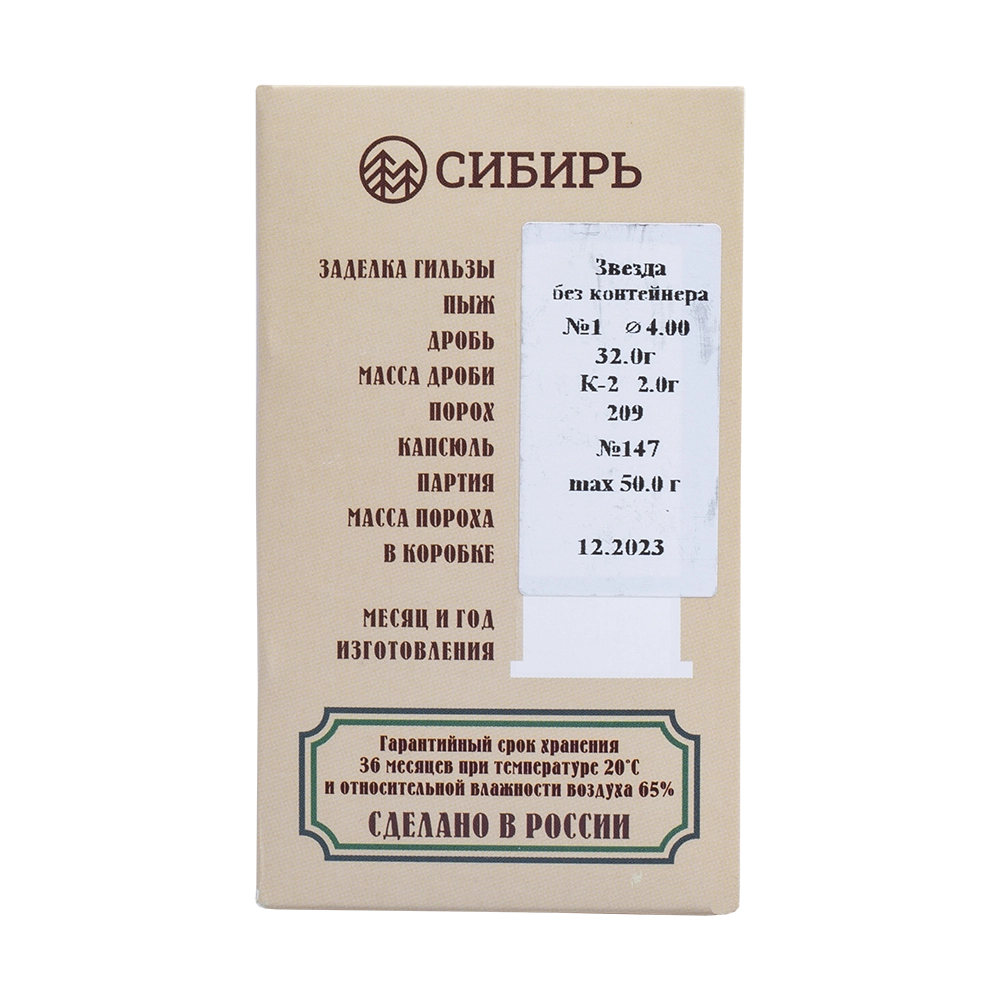 СИБИРЬ
ЗАДЕЛКА ГИЛЬЗЫ Звезда
ПЫЖ без контейнера
ДРОБЬ №1 ⌀4.00
МАССА ДРОБИ 32.0г
ПОРОХ К-2 2.0г
КАПСЮЛЬ 209
ПАРТИЯ №147
МАССА ПОРОХА max 50.0 г
В КОРОБКЕ
МЕСЯЦ И ГОД 12.2023
ИЗГОТОВЛЕНИЯ
Гарантийный срок хранения
36 месяцев при температуре 20°С
и относительной влажности воздуха 65%
СДЕЛАНО В РОССИИ